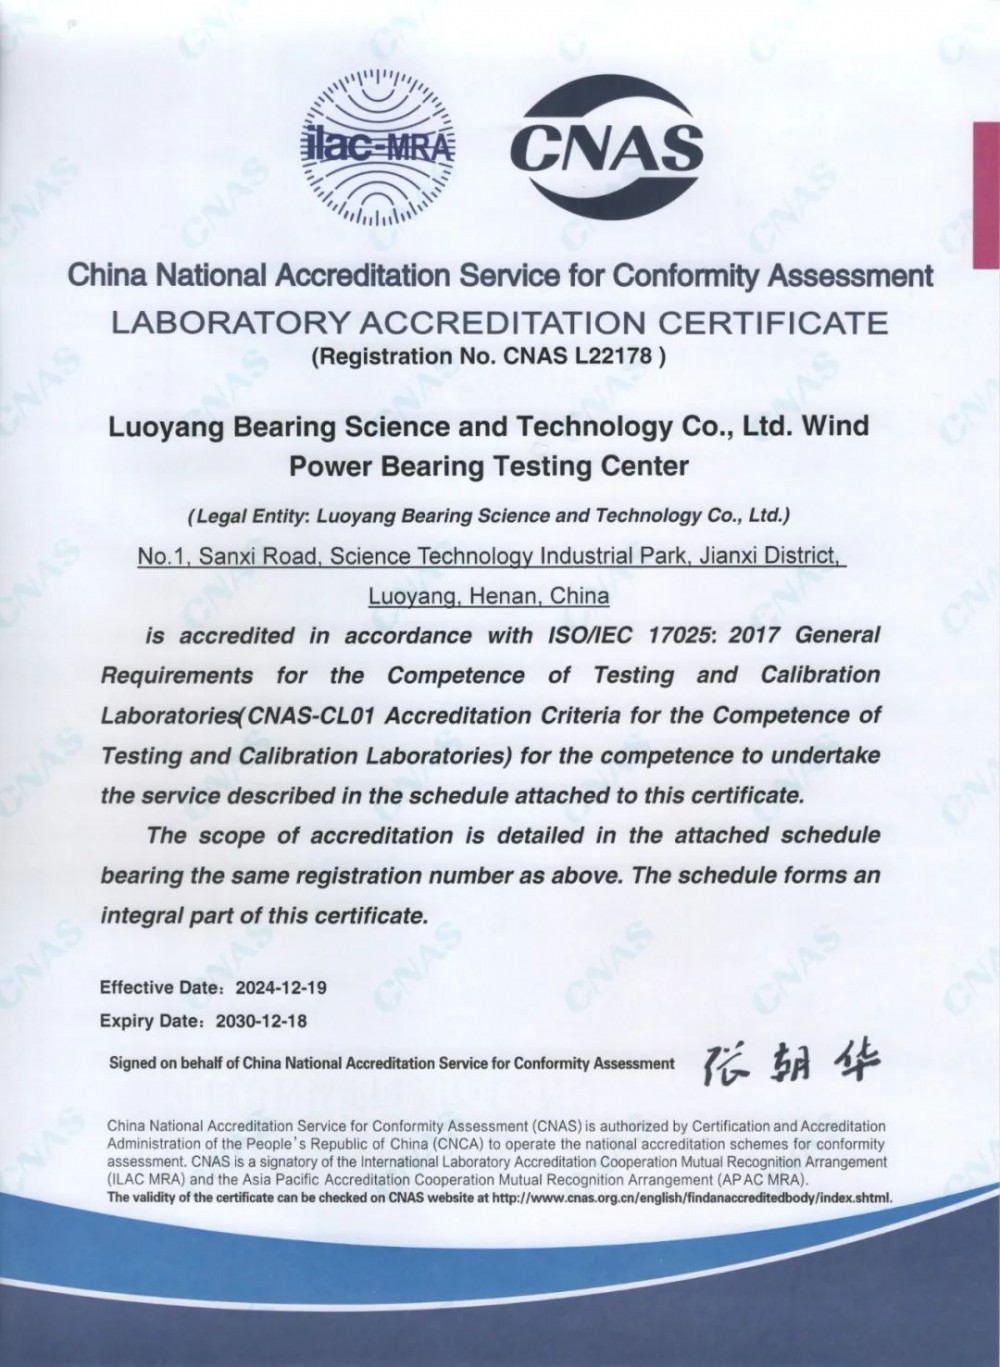 ilac-MRA
CNAS
China National Accreditation Service for Conformity Assessment
LABORATORY ACCREDITATION CERTIFICATE
(Registration No. CNAS L22178 )
Luoyang Bearing Science and Technology Co., Ltd. Wind
Power Bearing Testing Center
(Legal Entity: Luoyang Bearing Science and Technology Co., Ltd.)
No.1, Sanxi Road, Science Technology Industrial Park, Jianxi District,
Luoyang, Henan, China
is accredited in accordance with ISO/IEC 17025: 2017 General
Requirements for the Competence of Testing and Calibration
Laboratories(CNAS-CL01 Accreditation Criteria for the Competence of
Testing and Calibration Laboratories) for the competence to undertake
the service described in the schedule attached to this certificate.
The scope of accreditation is detailed in the attached schedule
bearing the same registration number as above. The schedule forms an
integral part of this certificate.
Effective Date: 2024-12-19
Expiry Date: 2030-12-18
Signed on behalf of China National Accreditation Service for Conformity Assessment 张朝华
China National Accreditation Service for Conformity Assessment (CNAS) is authorized by Certification and Accreditation
Administration of the People's Republic of China (CNCA) to operate the national accreditation schemes for conformity
assessment. CNAS is a signatory of the International Laboratory Accreditation Cooperation Mutual Recognition Arrangement
(ILAC MRA) and the Asia Pacific Accreditation Cooperation Mutual Recognition Arrangement (APAC MRA).
The validity of the certificate can be checked on CNAS website at http://www.cnas.org.cn/english/findanaccreditedbody/index.shtml.